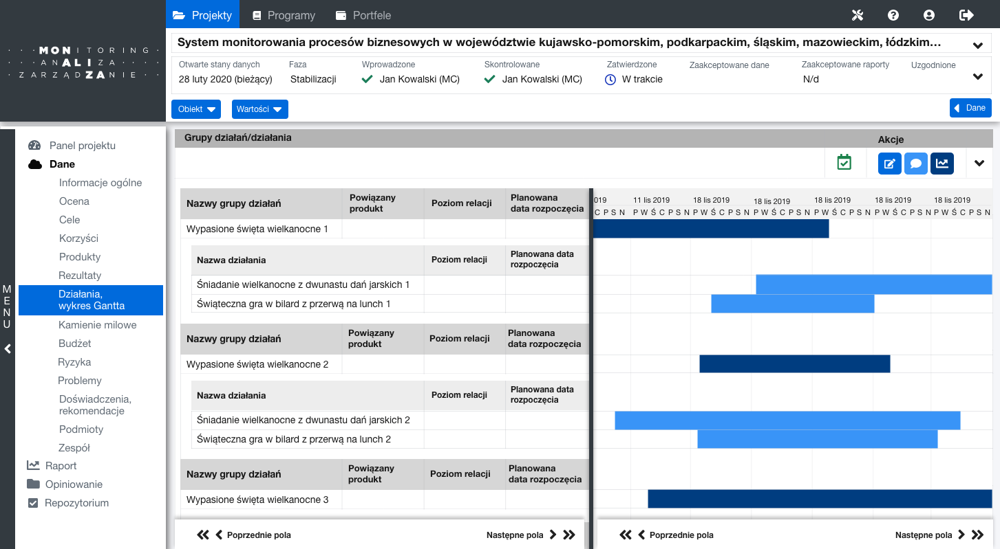 Projekty Programy Portfele
· · · MONITORING ·
· · · anALIZA · · · ·
ZARZĄDZANIE · ·
System monitorowania procesów biznesowych w województwie kujawsko-pomorskim, podkarpackim, śląskim, mazowieckim, łódzkim…
Otwarte stany danych Faza Wprowadzone Skontrolowane Zatwierdzone Zaakceptowane dane Zaakceptowane raporty Uzgodnione
28 luty 2020 (bieżący) Stabilizacji Jan Kowalski (MC) Jan Kowalski (MC) W trakcie N/d
Obiekt Wartości Dane
MENU
Panel projektu
Dane
Informacje ogólne
Ocena
Cele
Korzyści
Produkty
Rezultaty
Działania,
wykres Gantta
Kamienie milowe
Budżet
Ryzyka
Problemy
Doświadczenia,
rekomendacje
Podmioty
Zespół
Raport
Opiniowanie
Repozytorium
Grupy działań/działania Akcje
Nazwy grupy działań Powiązany produkt Poziom relacji Planowana data rozpoczęcia
019 11 lis 2019 18 lis 2019 18 lis 2019 18 lis 2019 18 lis 2019 18 lis 2019
C P S N P W Ś C P S N P W Ś C P S N P W Ś C P S N P W Ś C P S N P W Ś C P S N P W Ś C P S N
Wypasione święta wielkanocne 1
Nazwa działania Poziom relacji Planowana data rozpoczęcia
Śniadanie wielkanocne z dwunastu dań jarskich 1
Świąteczna gra w bilard z przerwą na lunch 1
Nazwy grupy działań Powiązany produkt Poziom relacji Planowana data rozpoczęcia
Wypasione święta wielkanocne 2
Nazwa działania Poziom relacji Planowana data rozpoczęcia
Śniadanie wielkanocne z dwunastu dań jarskich 2
Świąteczna gra w bilard z przerwą na lunch 2
Nazwy grupy działań Powiązany produkt Poziom relacji Planowana data rozpoczęcia
Wypasione święta wielkanocne 3
Poprzednie pola Następne pola Poprzednie pola Następne pola